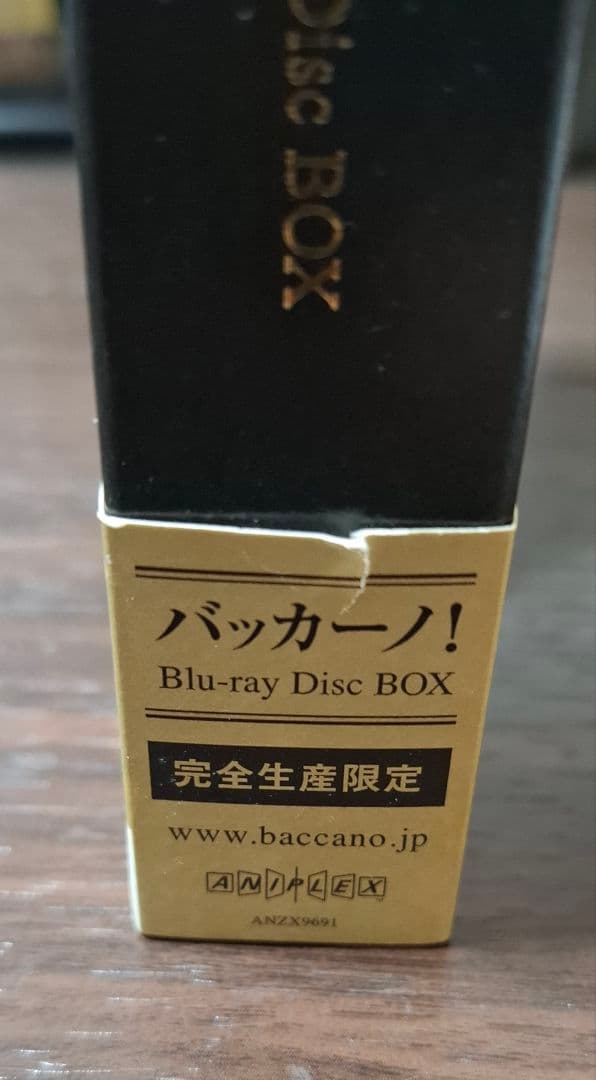 Disc BOX
バッカーノ!
Blu-ray Disc BOX
完全生産限定
www.baccano.jp
ANIPLEX
ANZX9691